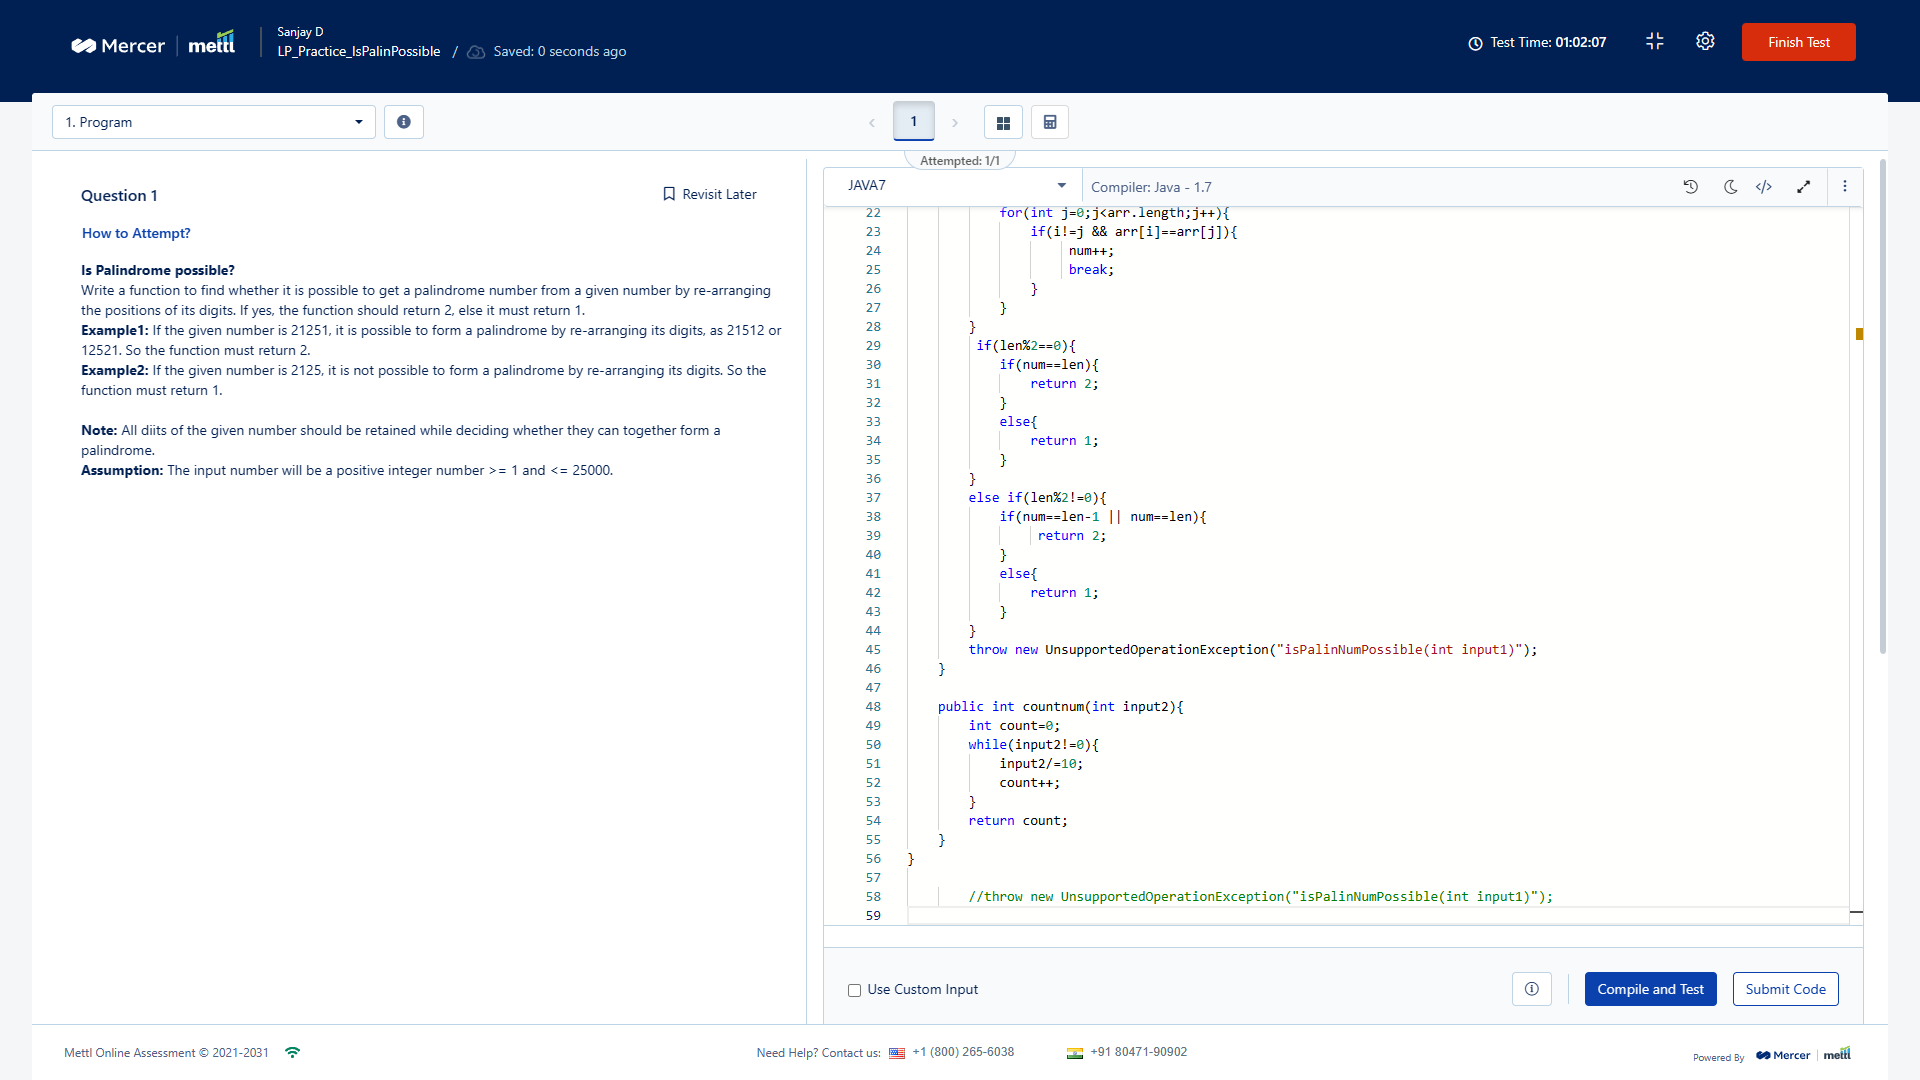 Mercer | mettl
Sanjay D
LP_Practice_IsPalinPossible / Saved: 0 seconds ago
Test Time: 01:02:07
Finish Test
1. Program
1
Attempted: 1/1
Question 1
Revisit Later
How to Attempt?
Is Palindrome possible?
Write a function to find whether it is possible to get a palindrome number from a given number by re-arranging
the positions of its digits. If yes, the function should return 2, else it must return 1.
Example1: If the given number is 21251, it is possible to form a palindrome by re-arranging its digits, as 21512 or
12521. So the function must return 2.
Example2: If the given number is 2125, it is not possible to form a palindrome by re-arranging its digits. So the
function must return 1.
Note: All diits of the given number should be retained while deciding whether they can together form a
palindrome.
Assumption: The input number will be a positive integer number >= 1 and <= 25000.
JAVA7
Compiler: Java - 1.7
22 for(int j=0;j<arr.length;j++){
23 if(i!=j && arr[i]==arr[j]){
24 num++;
25 break;
26 }
27 }
28 }
29 if(len%2==0){
30 if(num==len){
31 return 2;
32 }
33 else{
34 return 1;
35 }
36 }
37 else if(len%2!=0){
38 if(num==len-1 || num==len){
39 return 2;
40 }
41 else{
42 return 1;
43 }
44 }
45 throw new UnsupportedOperationException("isPalinNumPossible(int input1)");
46 }
47
48 public int countnum(int input2){
49 int count=0;
50 while(input2!=0){
51 input2/=10;
52 count++;
53 }
54 return count;
55 }
56 }
57
58 //throw new UnsupportedOperationException("isPalinNumPossible(int input1)");
59
Use Custom Input
Compile and Test
Submit Code
Mettl Online Assessment © 2021-2031
Need Help? Contact us: +1 (800) 265-6038
+91 80471-90902
Powered By Mercer | mettl